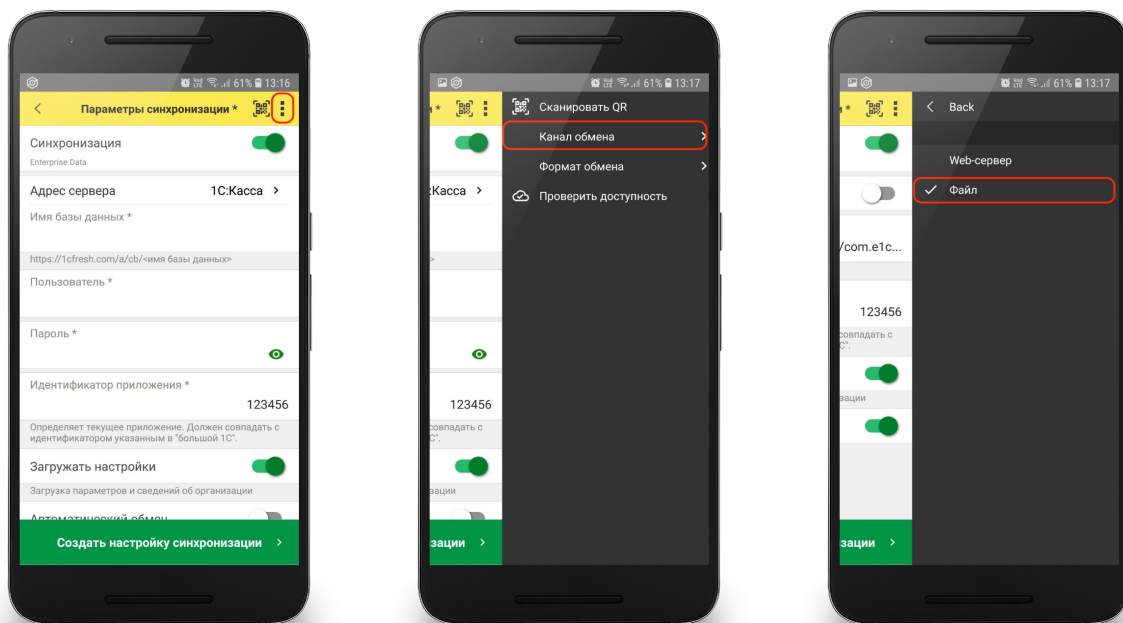 61% 13:16
Параметры синхронизации *
Синхронизация
Enterprise Data
Адрес сервера 1С:Касса >
Имя базы данных *
https://1cfresh.com/a/cb/<имя базы данных>
Пользователь *
Пароль *
Идентификатор приложения *
123456
Определяет текущее приложение. Должен совпадать с
идентификатором указанным в "большой 1С".
Загружать настройки
Загрузка параметров и сведений об организации
Автоматический обмен
Создать настройку синхронизации >
61% 13:17
*
Сканировать QR
Канал обмена >
Формат обмена >
Проверить доступность
:Касса >
>
123456
совпадать с
С".
зации
зации >
61% 13:17
*
< Back
Web-сервер
Файл
/com.e1c...
123456
совпадать с
С".
зации
зации >